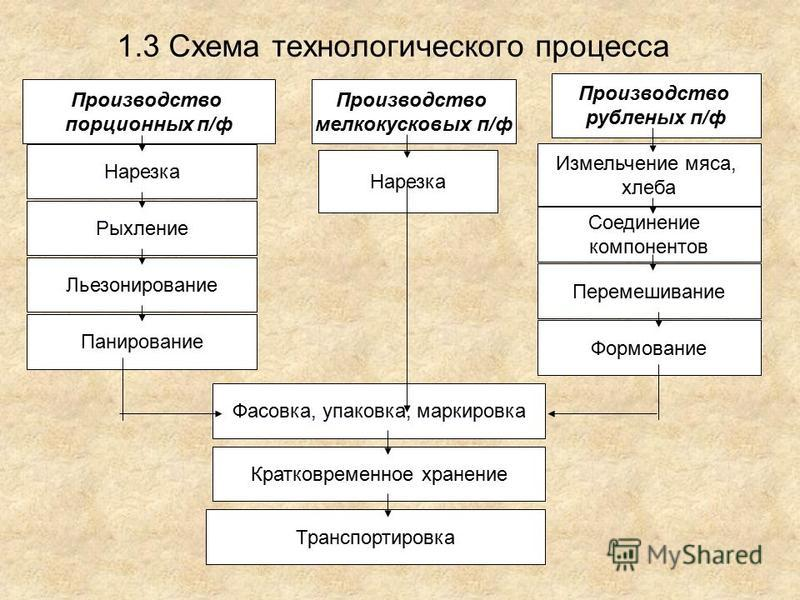 1.3 Схема технологического процесса
Производство
порционных п/ф
Нарезка
Рыхление
Льезонирование
Панирование
Производство
мелкокусковых п/ф
Нарезка
Производство
рубленых п/ф
Измельчение мяса,
хлеба
Соединение
компонентов
Перемешивание
Формование
Фасовка, упаковка, маркировка
Кратковременное хранение
Транспортировка
MyShared